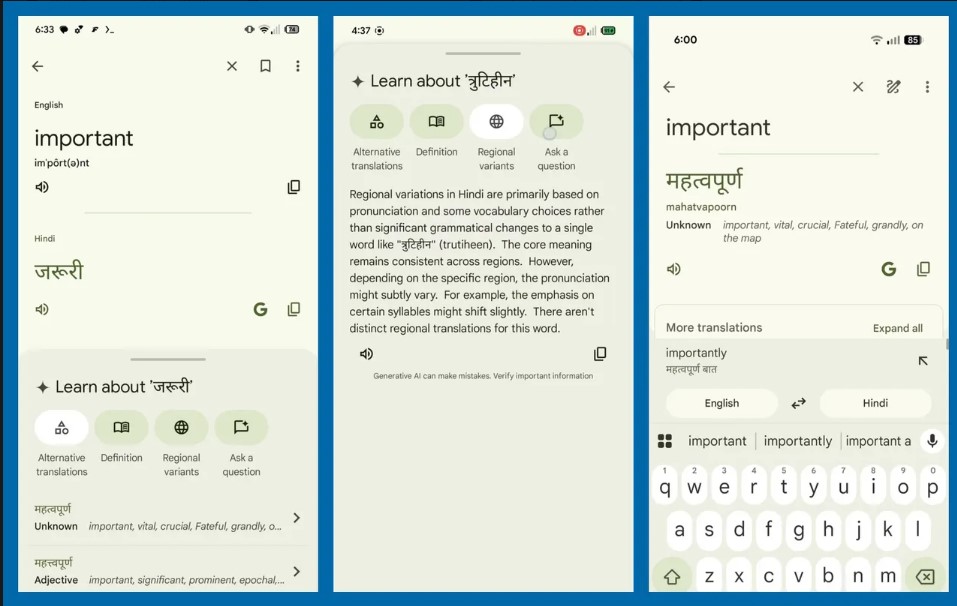 6:33
74
English
important
im'pôrt(ə)nt
Hindi
जरूरी
G
Learn about 'जरूरी'
Alternative translations
Definition
Regional variants
Ask a question
महत्वपूर्ण
Unknown important, vital, crucial, Fateful, grandly, o...
महत्त्वपूर्ण
Adjective important, significant, prominent, epochal,...
4:37
Learn about 'त्रुटिहीन'
Alternative translations
Definition
Regional variants
Ask a question
Regional variations in Hindi are primarily based on
pronunciation and some vocabulary choices rather
than significant grammatical changes to a single
word like "त्रुटिहीन" (trutiheen). The core meaning
remains consistent across regions. However,
depending on the specific region, the pronunciation
might subtly vary. For example, the emphasis on
certain syllables might shift slightly. There aren't
distinct regional translations for this word.
Generative AI can make mistakes. Verify important information
6:00
85
important
महत्वपूर्ण
mahatvapoorn
Unknown important, vital, crucial, Fateful, grandly, on
the map
G
More translations Expand all
importantly
महत्वपूर्ण बात
English Hindi
important importantly important a
1 2 3 4 5 6 7 8 9 0
q w e r t y u i o p
a s d f g h j k l
z x c v b n m